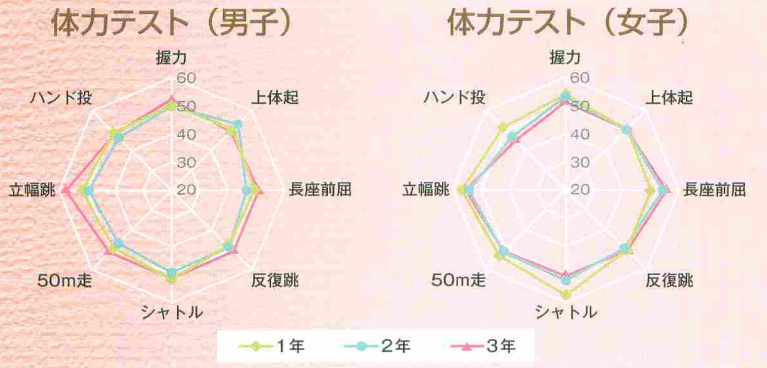 体力テスト（男子）
握力
60
ハンド投
上体起
50
40
30
立幅跳
20
長座前屈
50m走
反復跳
シャトル
体力テスト（女子）
握力
60
ハンド投
上体起
50
40
30
立幅跳
20
長座前屈
50m走
反復跳
シャトル
1年 2年 3年